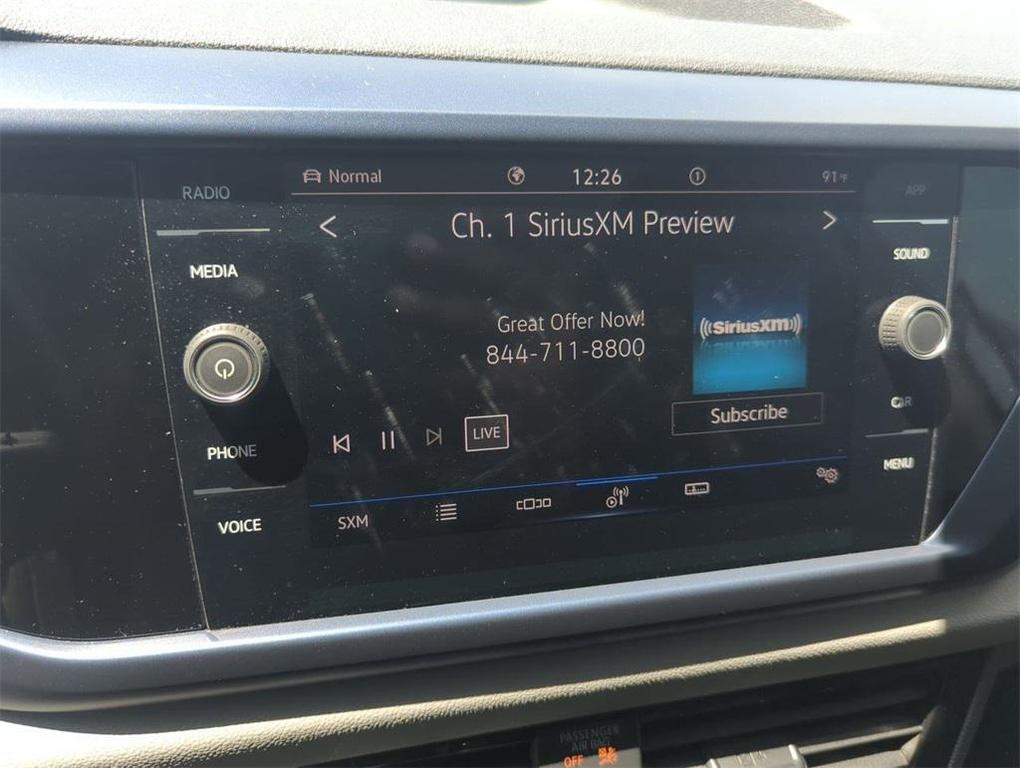 RADIO
MEDIA
PHONE
VOICE
Normal
12:26
1
91°F
Ch. 1 SiriusXM Preview
Great Offer Now!
844-711-8800
SiriusXM
Subscribe
LIVE
SXM
APP
SOUND
CAR
MENU
PASSENGER
AIR BAG
OFF